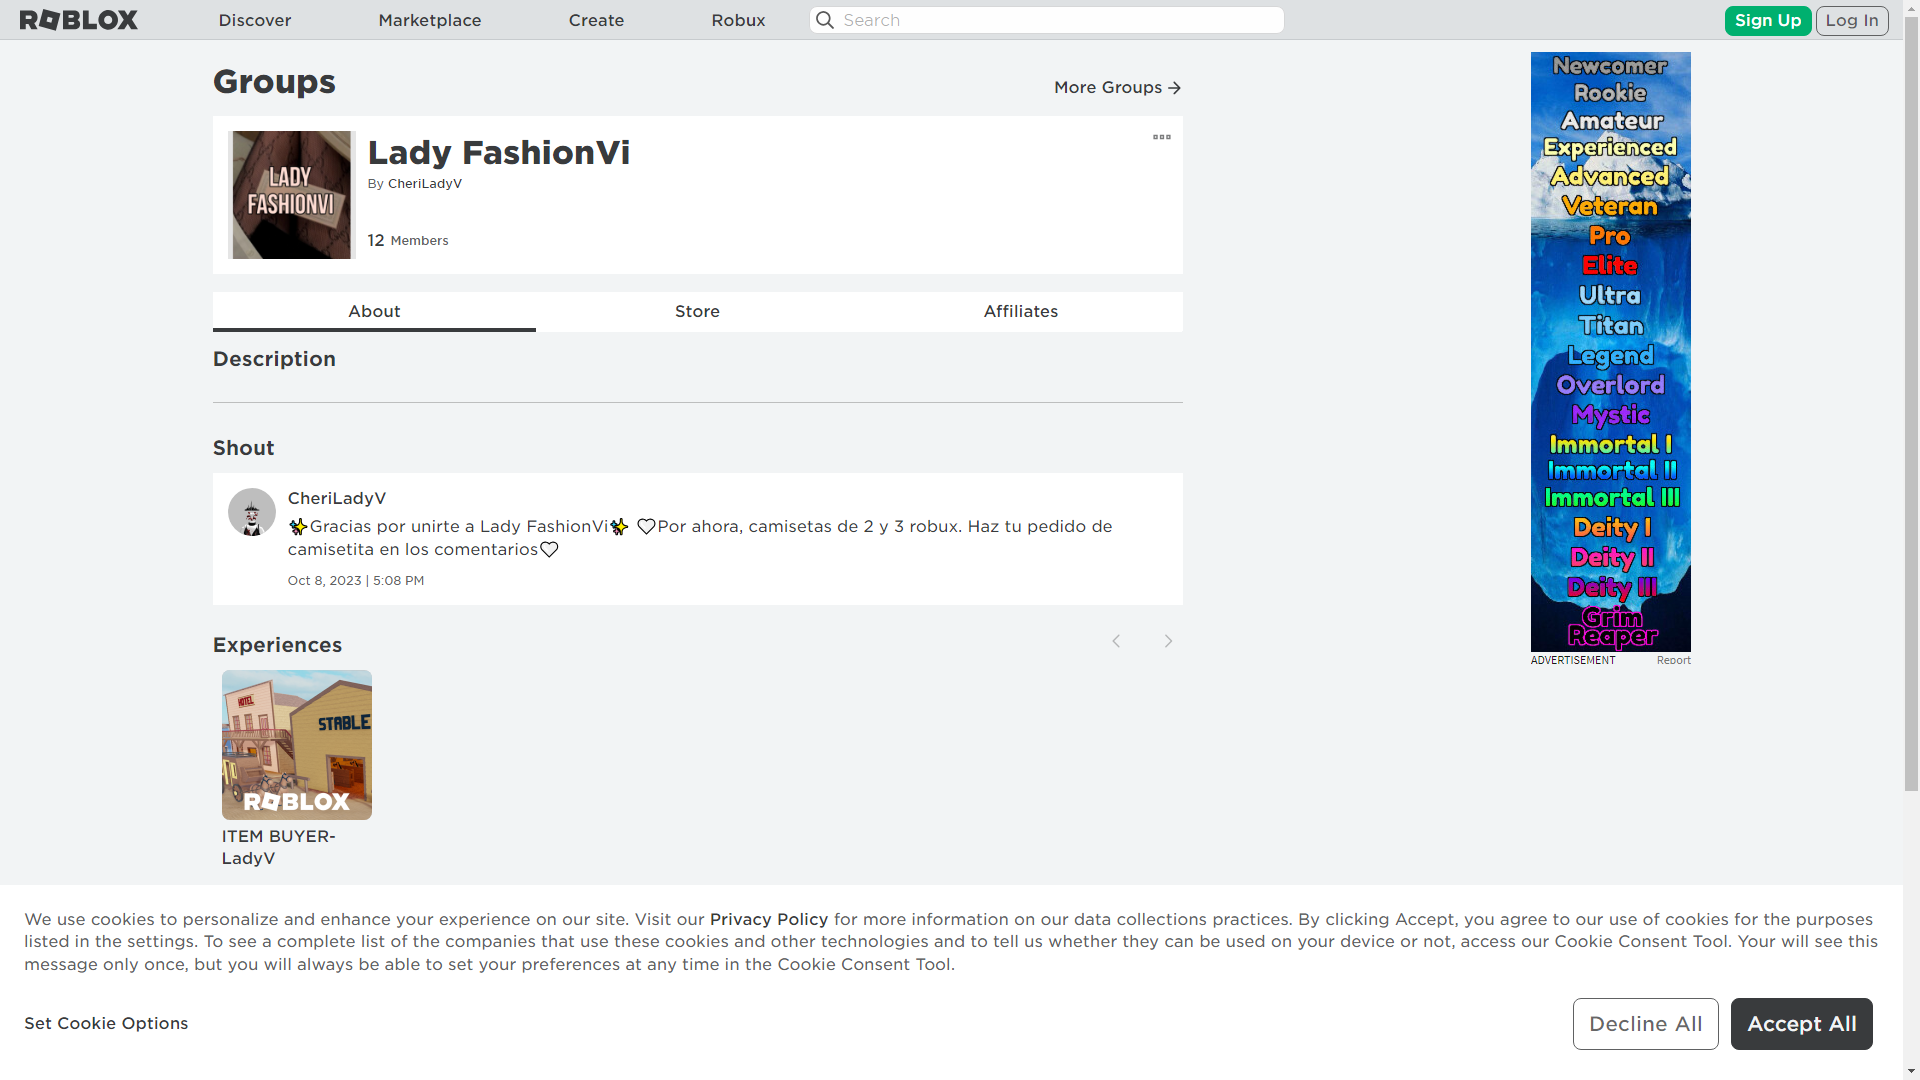 ROBLOX
Discover
Marketplace
Create
Robux
Search
Sign Up
Log In
Groups
More Groups
LADY
FASHIONVI
Lady FashionVi
By CheriLadyV
12 Members
About
Store
Affiliates
Description
Shout
CheriLadyV
✨Gracias por unirte a Lady FashionVi✨ ♡Por ahora, camisetas de 2 y 3 robux. Haz tu pedido de
camisetita en los comentarios♡
Oct 8, 2023 | 5:08 PM
Experiences
HOTEL
STABLE
ROBLOX
ITEM BUYER-
LadyV
Newcomer
Rookie
Amateur
Experienced
Advanced
Veteran
Pro
Elite
Ultra
Titan
Legend
Overlord
Mystic
Immortal I
Immortal II
Immortal III
Deity I
Deity II
Deity III
Grim
Reaper
ADVERTISEMENT
Report
We use cookies to personalize and enhance your experience on our site. Visit our Privacy Policy for more information on our data collections practices. By clicking Accept, you agree to our use of cookies for the purposes
listed in the settings. To see a complete list of the companies that use these cookies and other technologies and to tell us whether they can be used on your device or not, access our Cookie Consent Tool. Your will see this
message only once, but you will always be able to set your preferences at any time in the Cookie Consent Tool.
Set Cookie Options
Decline All
Accept All